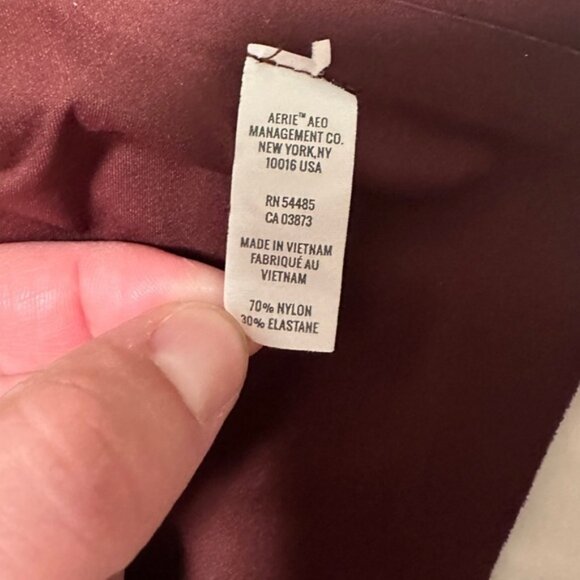 AERIE™ AEO
MANAGEMENT CO.
NEW YORK,NY
10016 USA
RN 54485
CA 03873
MADE IN VIETNAM
FABRIQUÉ AU
VIETNAM
70% NYLON
30% ELASTANE